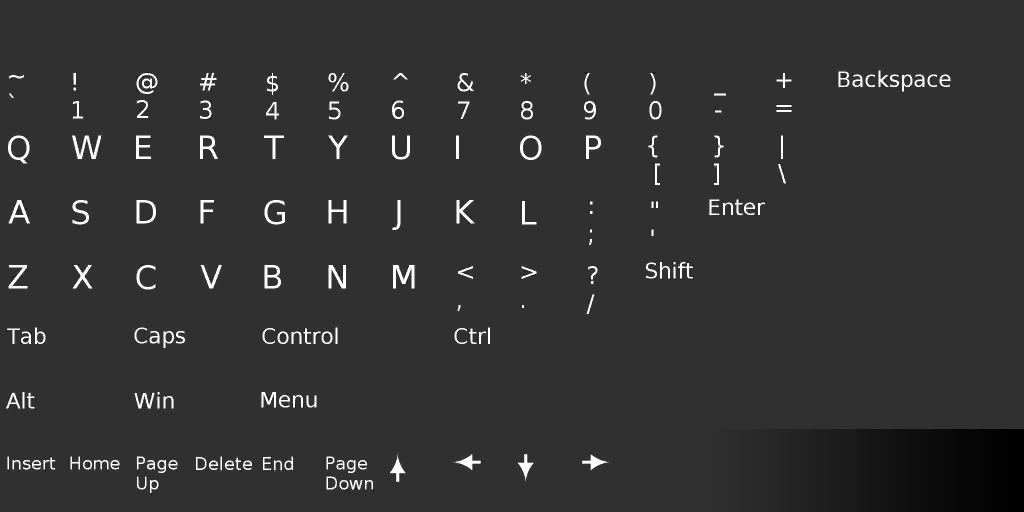 ~ ! @ # $ % ^ & * ( ) _ + Backspace
` 1 2 3 4 5 6 7 8 9 0 - =
Q W E R T Y U I O P { } |
[ ] \
A S D F G H J K L : " Enter
; '
Z X C V B N M < > ? Shift
, . /
Tab Caps Control Ctrl
Alt Win Menu
Insert Home Page Delete End Page
Up Down